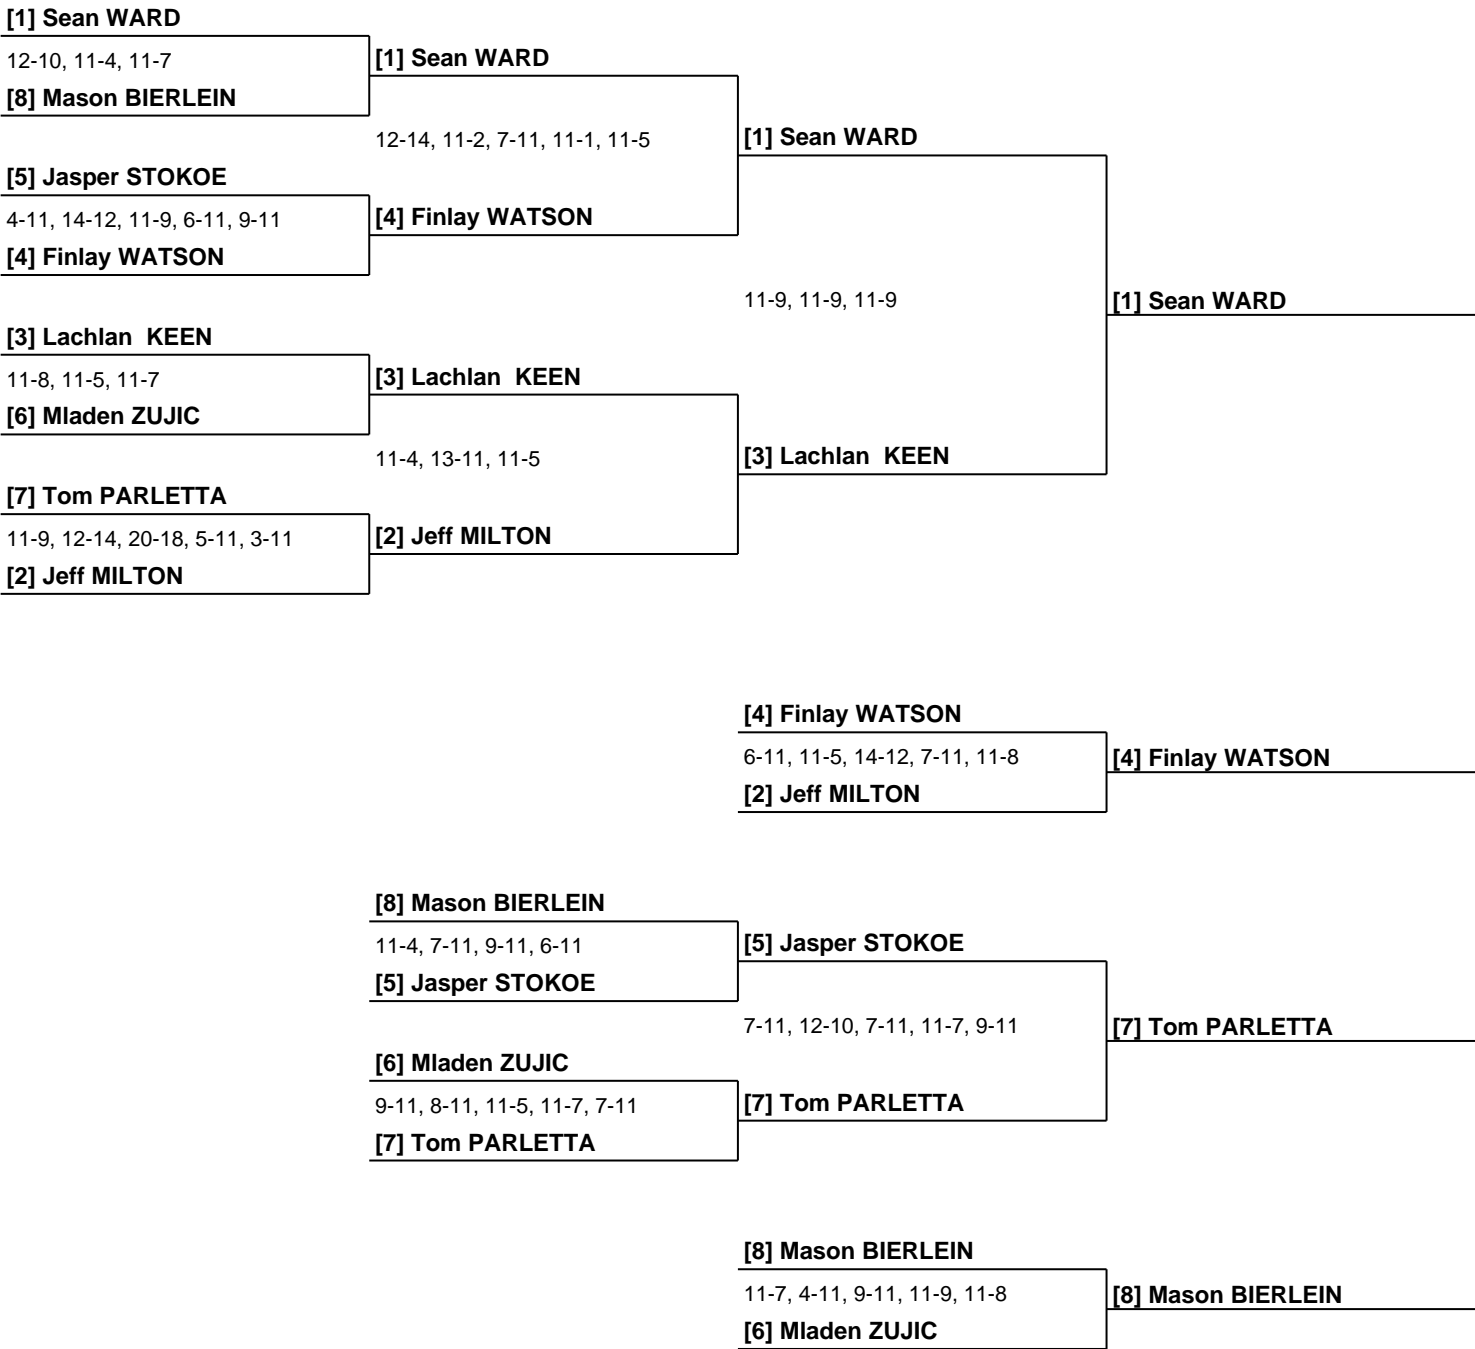 [1] Sean WARD
12-10, 11-4, 11-7
[8] Mason BIERLEIN
[1] Sean WARD
12-14, 11-2, 7-11, 11-1, 11-5
[1] Sean WARD
[5] Jasper STOKOE
4-11, 14-12, 11-9, 6-11, 9-11
[4] Finlay WATSON
[4] Finlay WATSON
11-9, 11-9, 11-9
[1] Sean WARD
[3] Lachlan  KEEN
11-8, 11-5, 11-7
[6] Mladen ZUJIC
[3] Lachlan  KEEN
11-4, 13-11, 11-5
[3] Lachlan  KEEN
[7] Tom PARLETTA
11-9, 12-14, 20-18, 5-11, 3-11
[2] Jeff MILTON
[2] Jeff MILTON
[4] Finlay WATSON
6-11, 11-5, 14-12, 7-11, 11-8
[2] Jeff MILTON
[4] Finlay WATSON
[8] Mason BIERLEIN
11-4, 7-11, 9-11, 6-11
[5] Jasper STOKOE
[5] Jasper STOKOE
7-11, 12-10, 7-11, 11-7, 9-11
[7] Tom PARLETTA
[6] Mladen ZUJIC
9-11, 8-11, 11-5, 11-7, 7-11
[7] Tom PARLETTA
[7] Tom PARLETTA
[8] Mason BIERLEIN
11-7, 4-11, 9-11, 11-9, 11-8
[6] Mladen ZUJIC
[8] Mason BIERLEIN